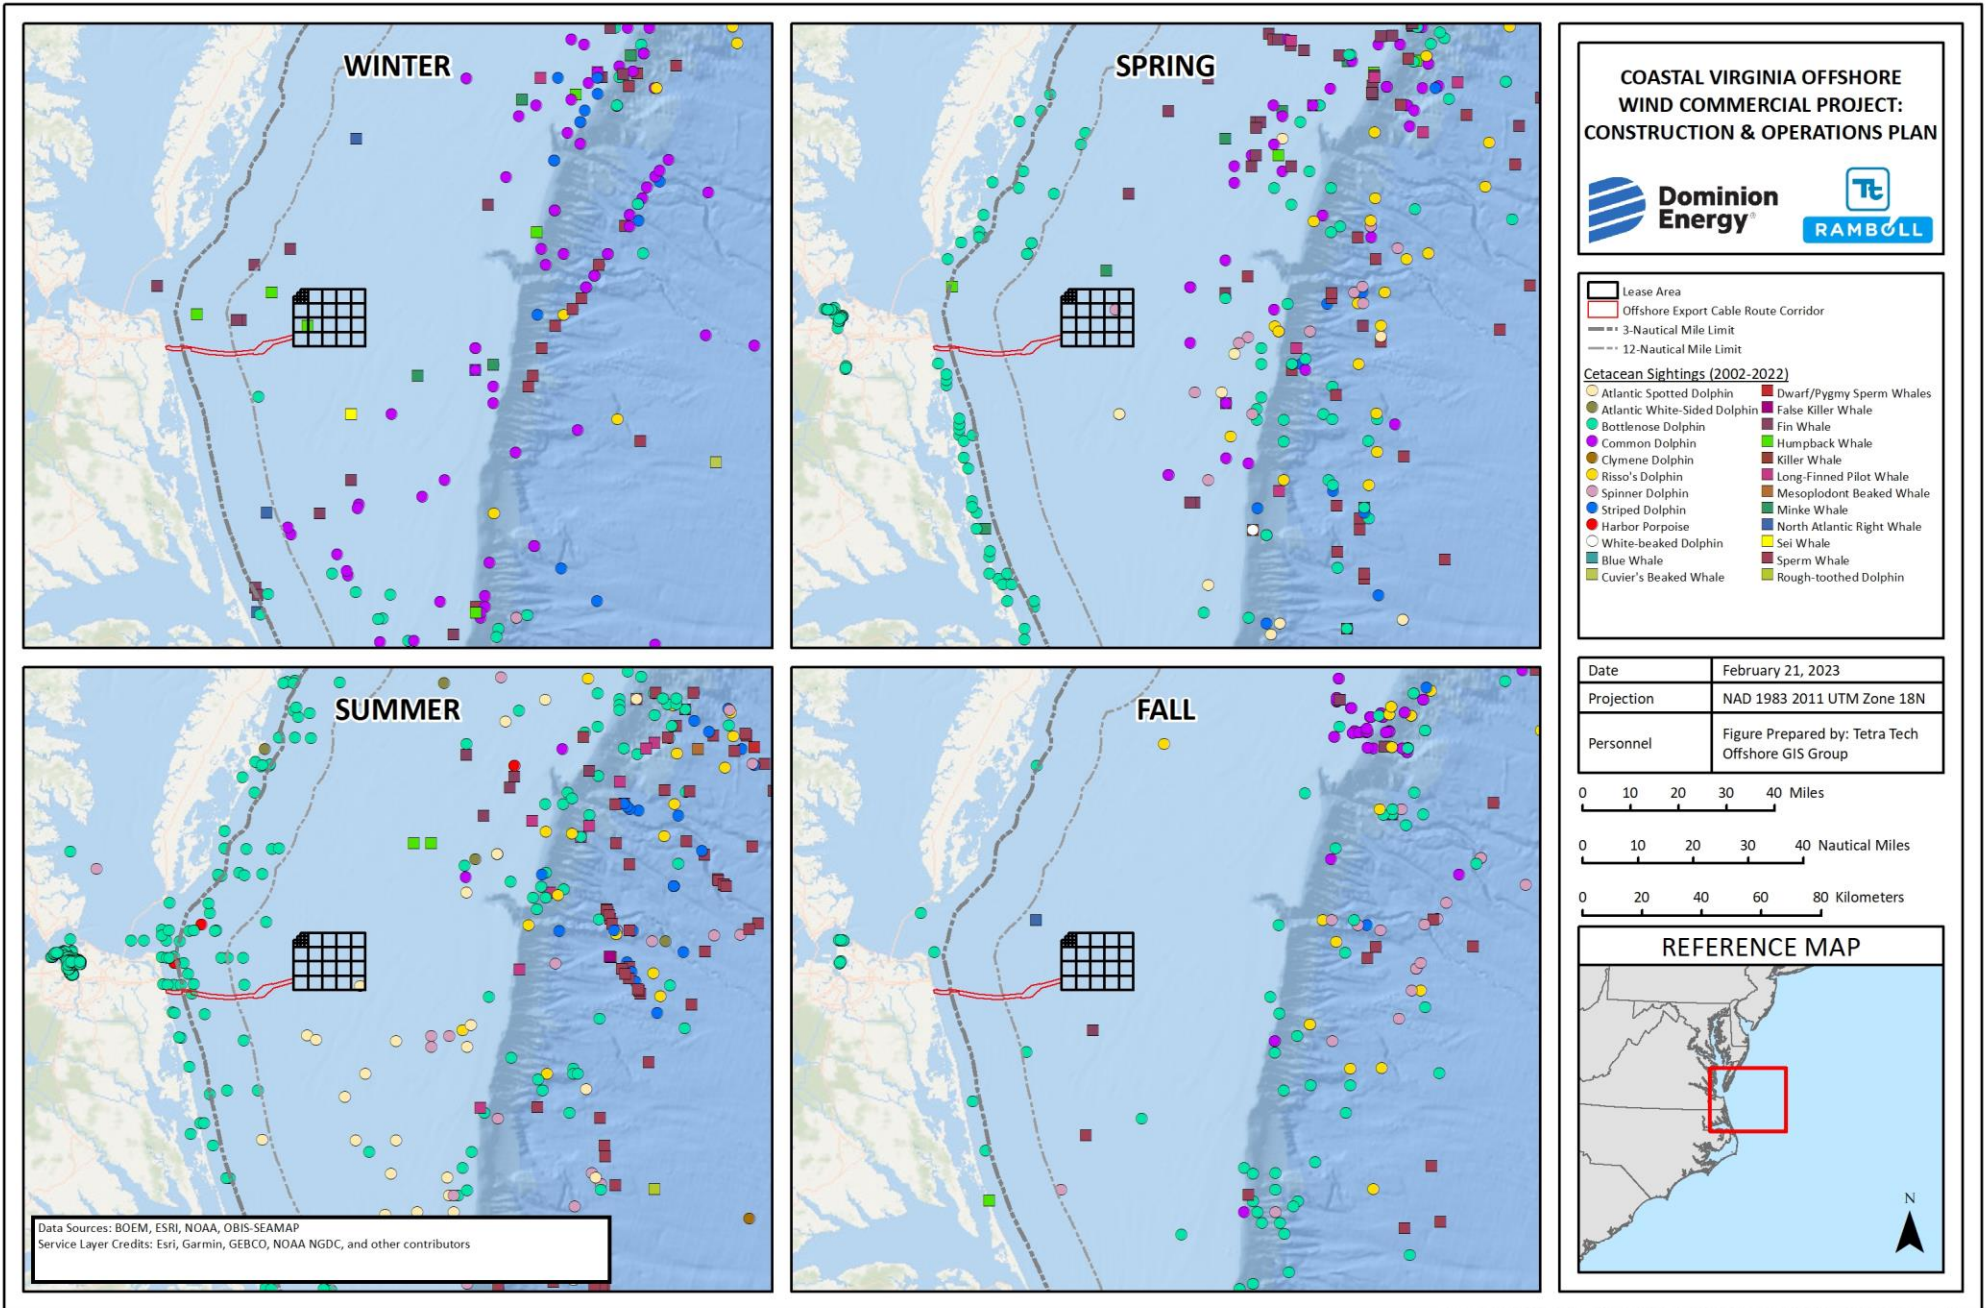 WINTER
SPRING
SUMMER
FALL
Data Sources: BOEM, ESRI, NOAA, OBIS-SEAMAP
Service Layer Credits: Esri, Garmin, GEBCO, NOAA NGDC, and other contributors
COASTAL VIRGINIA OFFSHORE
WIND COMMERCIAL PROJECT:
CONSTRUCTION & OPERATIONS PLAN
Dominion
Energy®
Tt
RAMBOLL
Lease Area
Offshore Export Cable Route Corridor
3-Nautical Mile Limit
12-Nautical Mile Limit
Cetacean Sightings (2002-2022)
Atlantic Spotted Dolphin
Atlantic White-Sided Dolphin
Bottlenose Dolphin
Common Dolphin
Clymene Dolphin
Risso's Dolphin
Spinner Dolphin
Striped Dolphin
Harbor Porpoise
White-beaked Dolphin
Blue Whale
Cuvier's Beaked Whale
Dwarf/Pygmy Sperm Whales
False Killer Whale
Fin Whale
Humpback Whale
Killer Whale
Long-Finned Pilot Whale
Mesoplodont Beaked Whale
Minke Whale
North Atlantic Right Whale
Sei Whale
Sperm Whale
Rough-toothed Dolphin
Date February 21, 2023
Projection NAD 1983 2011 UTM Zone 18N
Personnel Figure Prepared by: Tetra Tech
Offshore GIS Group
0 10 20 30 40 Miles
0 10 20 30 40 Nautical Miles
0 20 40 60 80 Kilometers
REFERENCE MAP
N